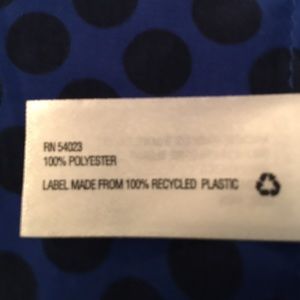 RN 54023
100% POLYESTER
LABEL MADE FROM 100% RECYCLED PLASTIC